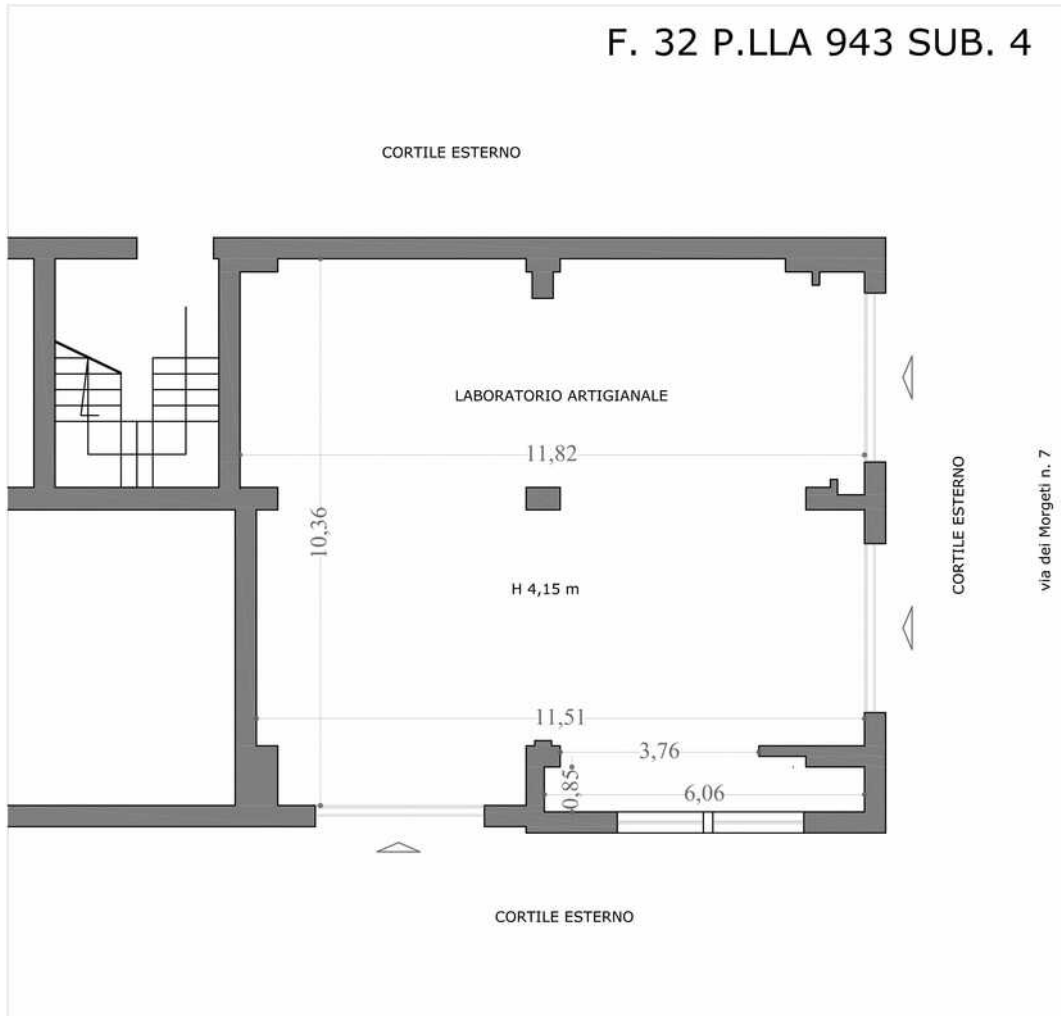 F. 32 P.LLA 943 SUB. 4
CORTILE ESTERNO
LABORATORIO ARTIGIANALE
11,82
10,36
H 4,15 m
CORTILE ESTERNO
via dei Morgeti n. 7
11,51
3,76
0,85
6,06
CORTILE ESTERNO